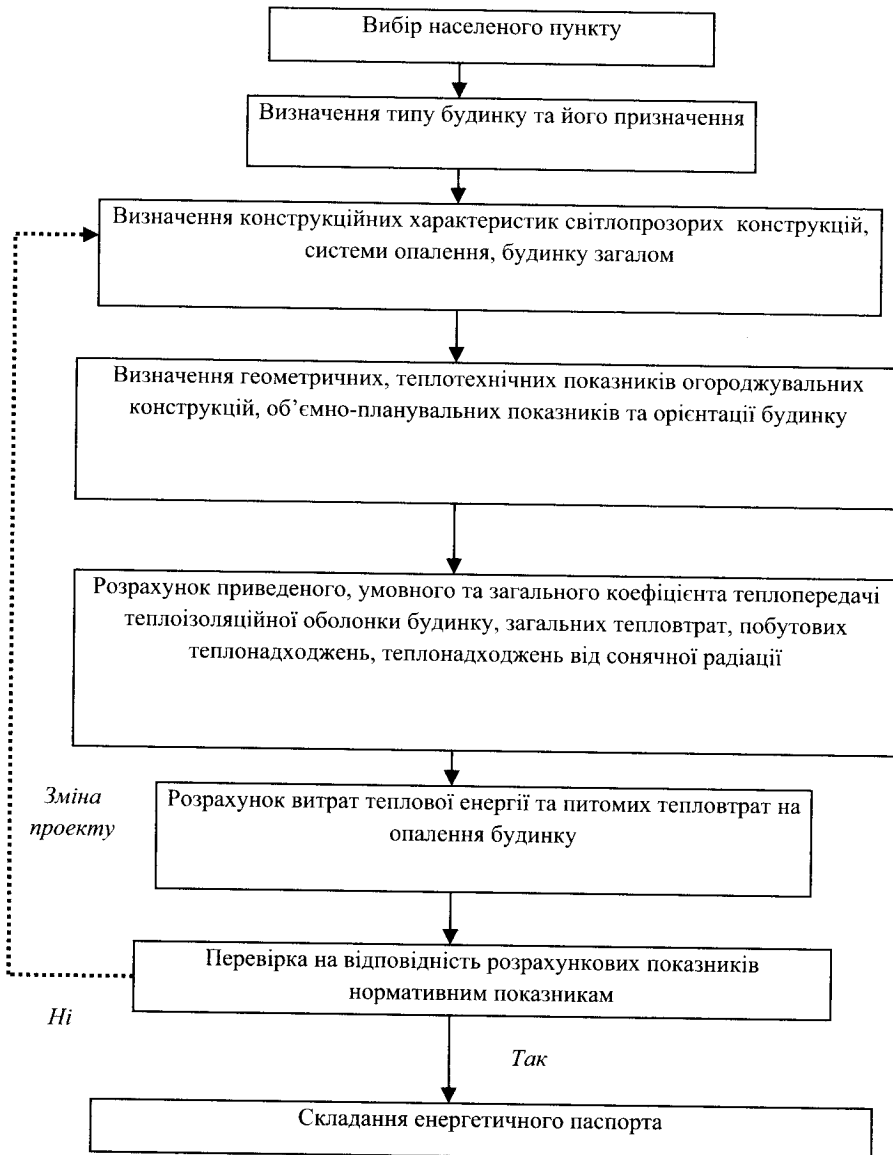 Вибір населеного пункту
Визначення типу будинку та його призначення
Визначення конструкційних характеристик світлопрозорих конструкцій,
системи опалення, будинку загалом
Визначення геометричних, теплотехнічних показників огороджувальних
конструкцій, об’ємно-планувальних показників та орієнтації будинку
Розрахунок приведеного, умовного та загального коефіцієнта теплопередачі
теплоізоляційної оболонки будинку, загальних тепловтрат, побутових
теплонадходжень, теплонадходжень від сонячної радіації
Зміна
проекту
Розрахунок витрат теплової енергії та питомих тепловтрат на
опалення будинку
Перевірка на відповідність розрахункових показників
нормативним показникам
Ні
Так
Складання енергетичного паспорта